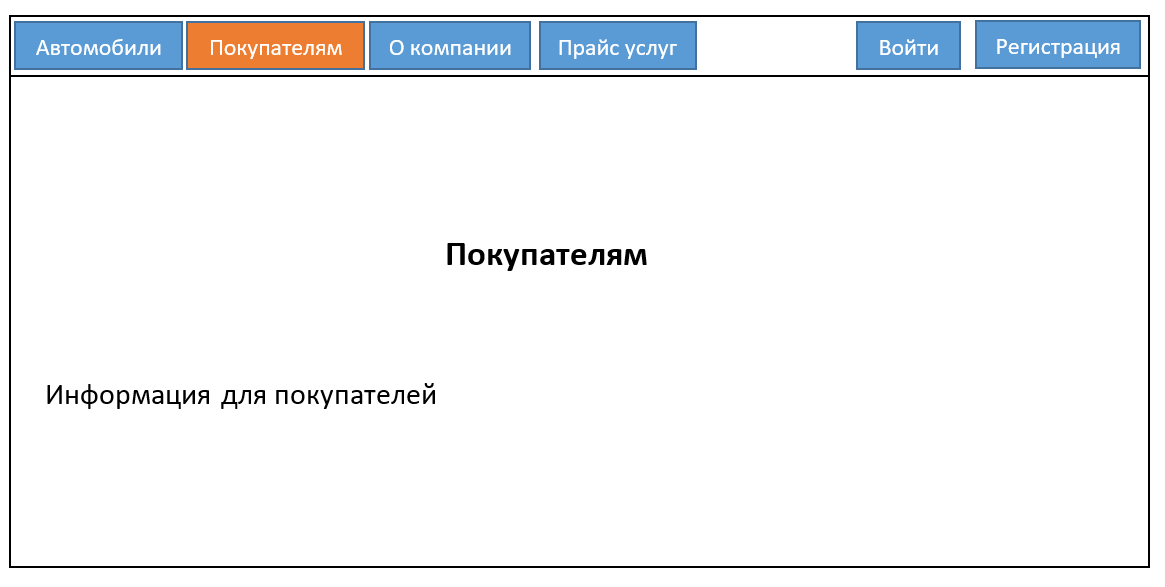 Автомобили Покупателям О компании Прайс услуг Войти Регистрация
Покупателям
Информация для покупателей